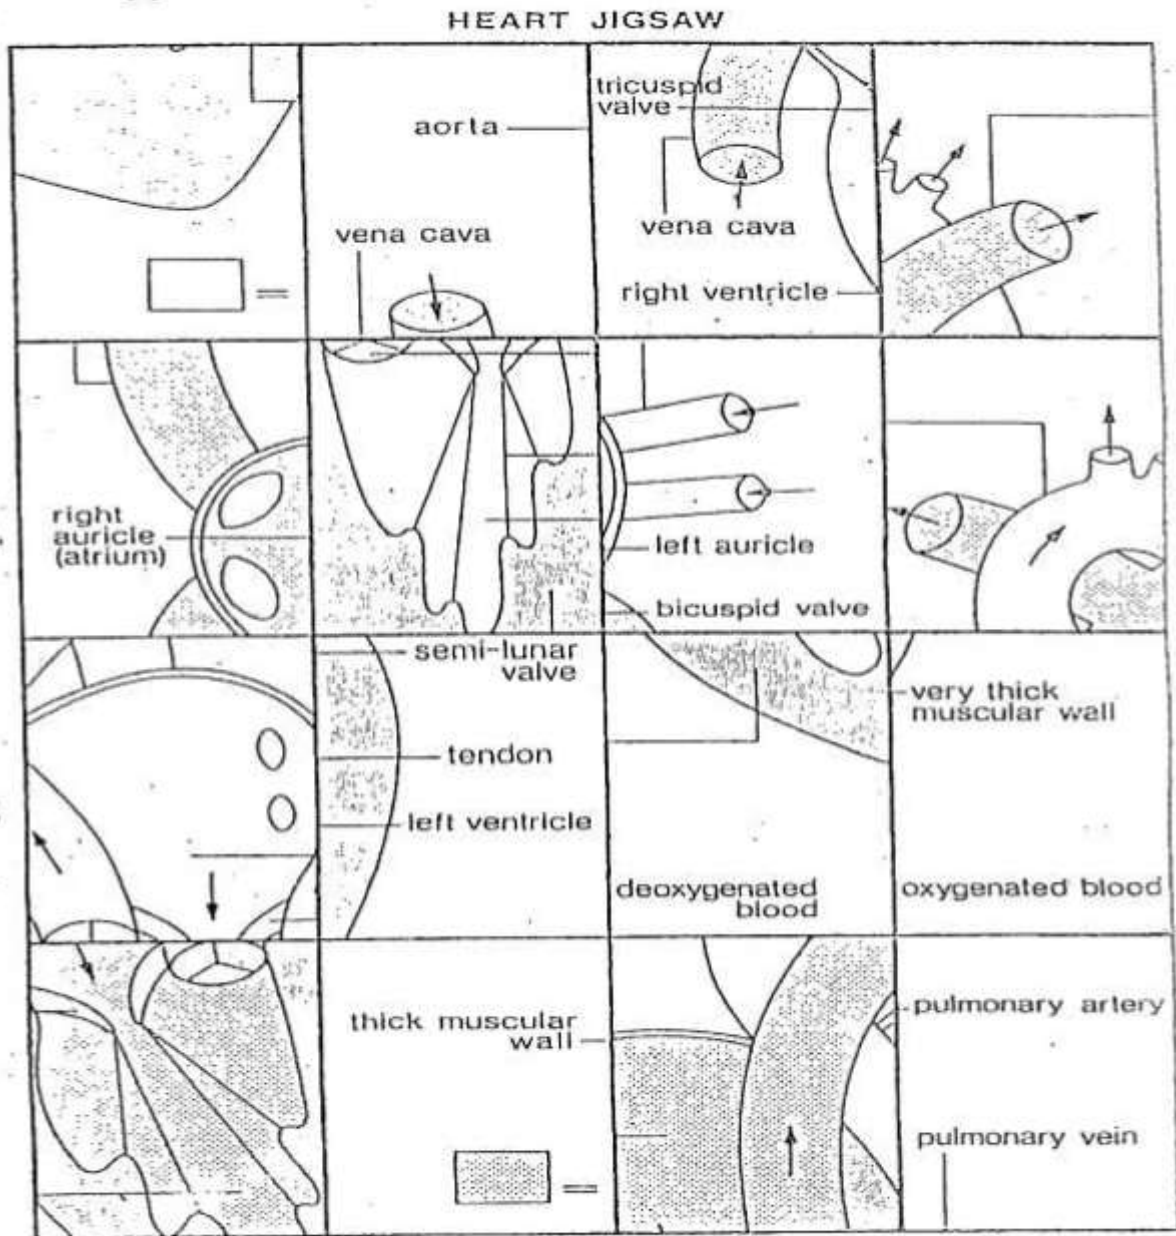 HEART JIGSAW
aorta
vena cava
tricuspid
valve
vena cava
right ventricle
=
right
auricle
(atrium)
left auricle
bicuspid valve
semi-lunar
valve
tendon
left ventricle
deoxygenated
blood
very thick
muscular wall
oxygenated blood
thick muscular
wall
=
pulmonary artery
pulmonary vein